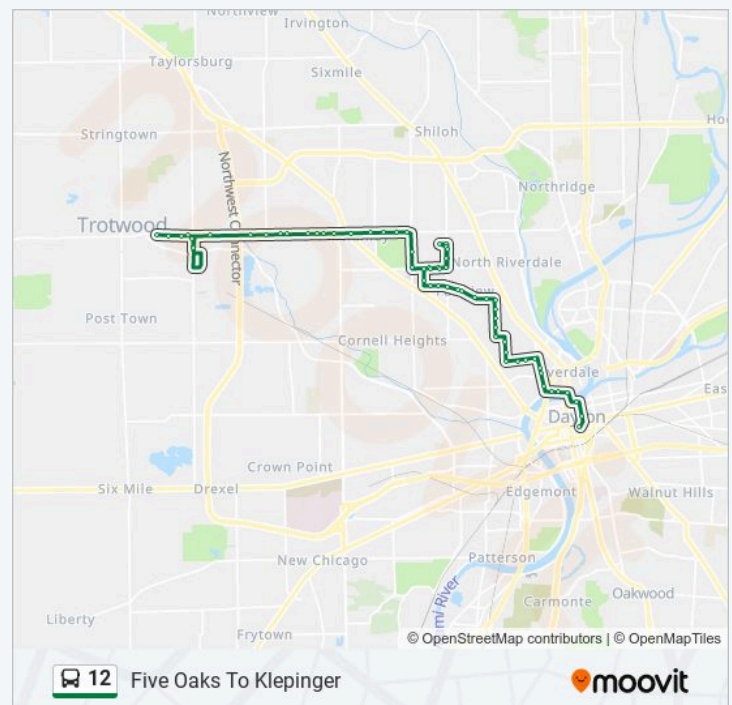 Northview
Irvington
Taylorsburg
Sixmile
Stringtown
Shiloh
Northwest Connector
Northridge
Trotwood
North Riverdale
Post Town
Cornell Heights
Dayton
Crown Point
Six Mile
Drexel
Edgemont
Walnut Hills
New Chicago
Patterson
Oakwood
Carmonte
Liberty
Frytown
© OpenStreetMap contributors | © OpenMapTiles
12 Five Oaks To Klepinger
moovit